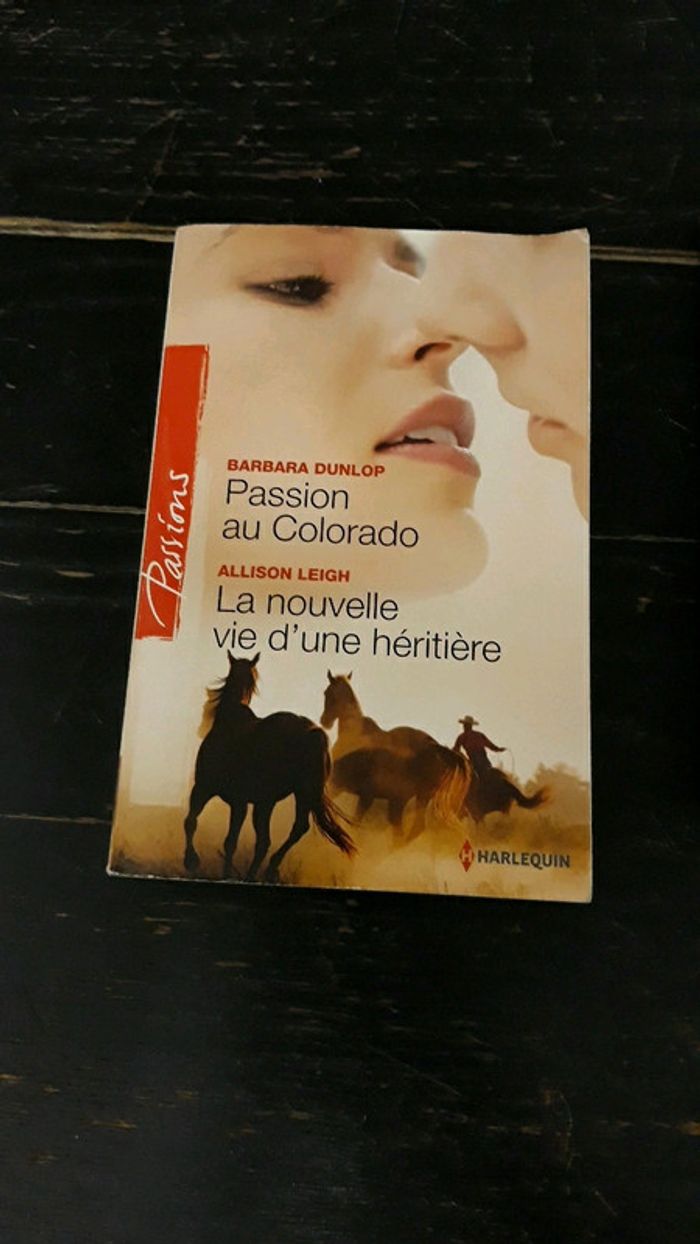 Passions
BARBARA DUNLOP
Passion
au Colorado
ALLISON LEIGH
La nouvelle
vie d'une héritière
H HARLEQUIN